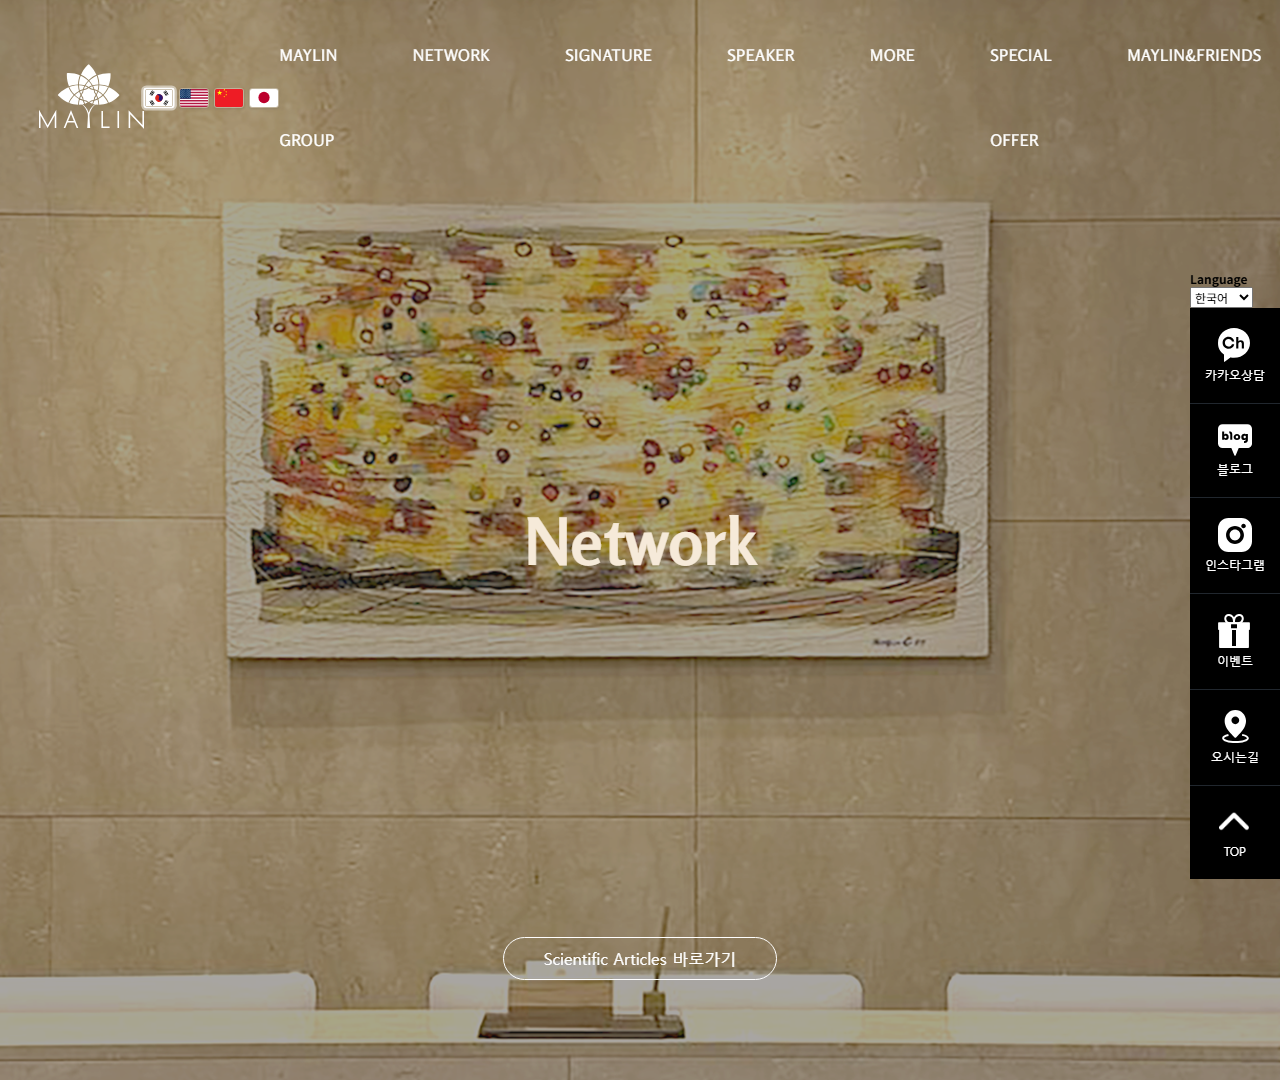 MAYLIN
MAYLIN GROUP
NETWORK
SIGNATURE
SPEAKER
MORE
SPECIAL OFFER
MAYLIN&FRIENDS
Language
한국어
Ch
카카오상담
blog
블로그
인스타그램
이벤트
오시는길
TOP
Network
Scientific Articles 바로가기